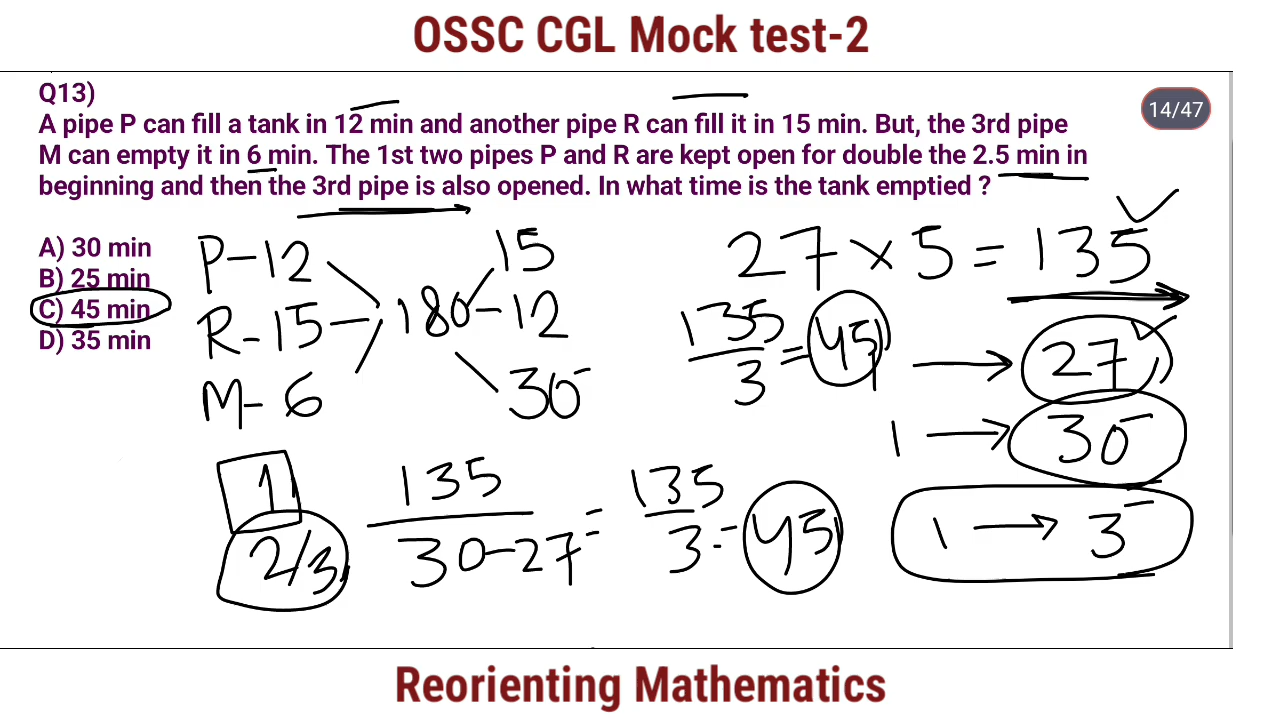 OSSC CGL Mock test-2
Q13)
14/47
A pipe P can fill a tank in 12 min and another pipe R can fill it in 15 min. But, the 3rd pipe
M can empty it in 6 min. The 1st two pipes P and R are kept open for double the 2.5 min in
beginning and then the 3rd pipe is also opened. In what time is the tank emptied ?
A) 30 min
B) 25 min
C) 45 min
D) 35 min
P-12
R-15
M-6
180
15
-12
30-
27 × 5 = 135
135/3 = 45
1 → 27
1 → 30-
1 → 3-
1
2/3
135/30-27 = 135/3 = 45
Reorienting Mathematics